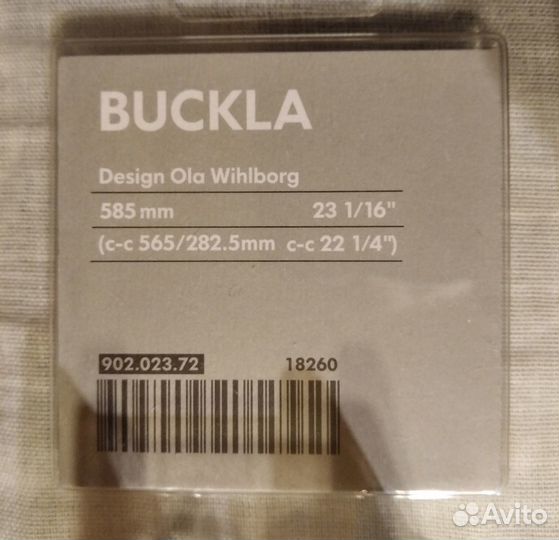 BUCKLA
Design Ola Wihlborg
585 mm 23 1/16"
(c-c 565/282.5mm c-c 22 1/4")
902.023.72 18260
Avito